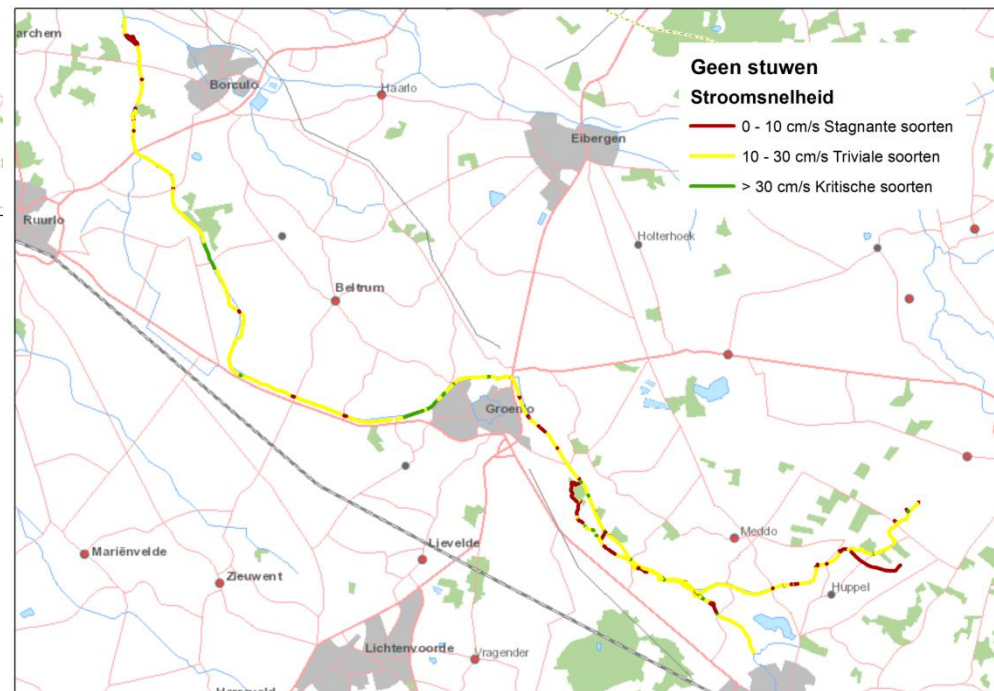 archem
Borculo
Haarlo
Geen stuwen
Stroomsnelheid
0 - 10 cm/s Stagnante soorten
10 - 30 cm/s Triviale soorten
> 30 cm/s Kritische soorten
Eibergen
Ruurlo
Holterhoek
Beltrum
Groenlo
Meddo
Mariënvelde
Lievelde
Zieuwent
Huppel
Lichtenvoorde
Vragender